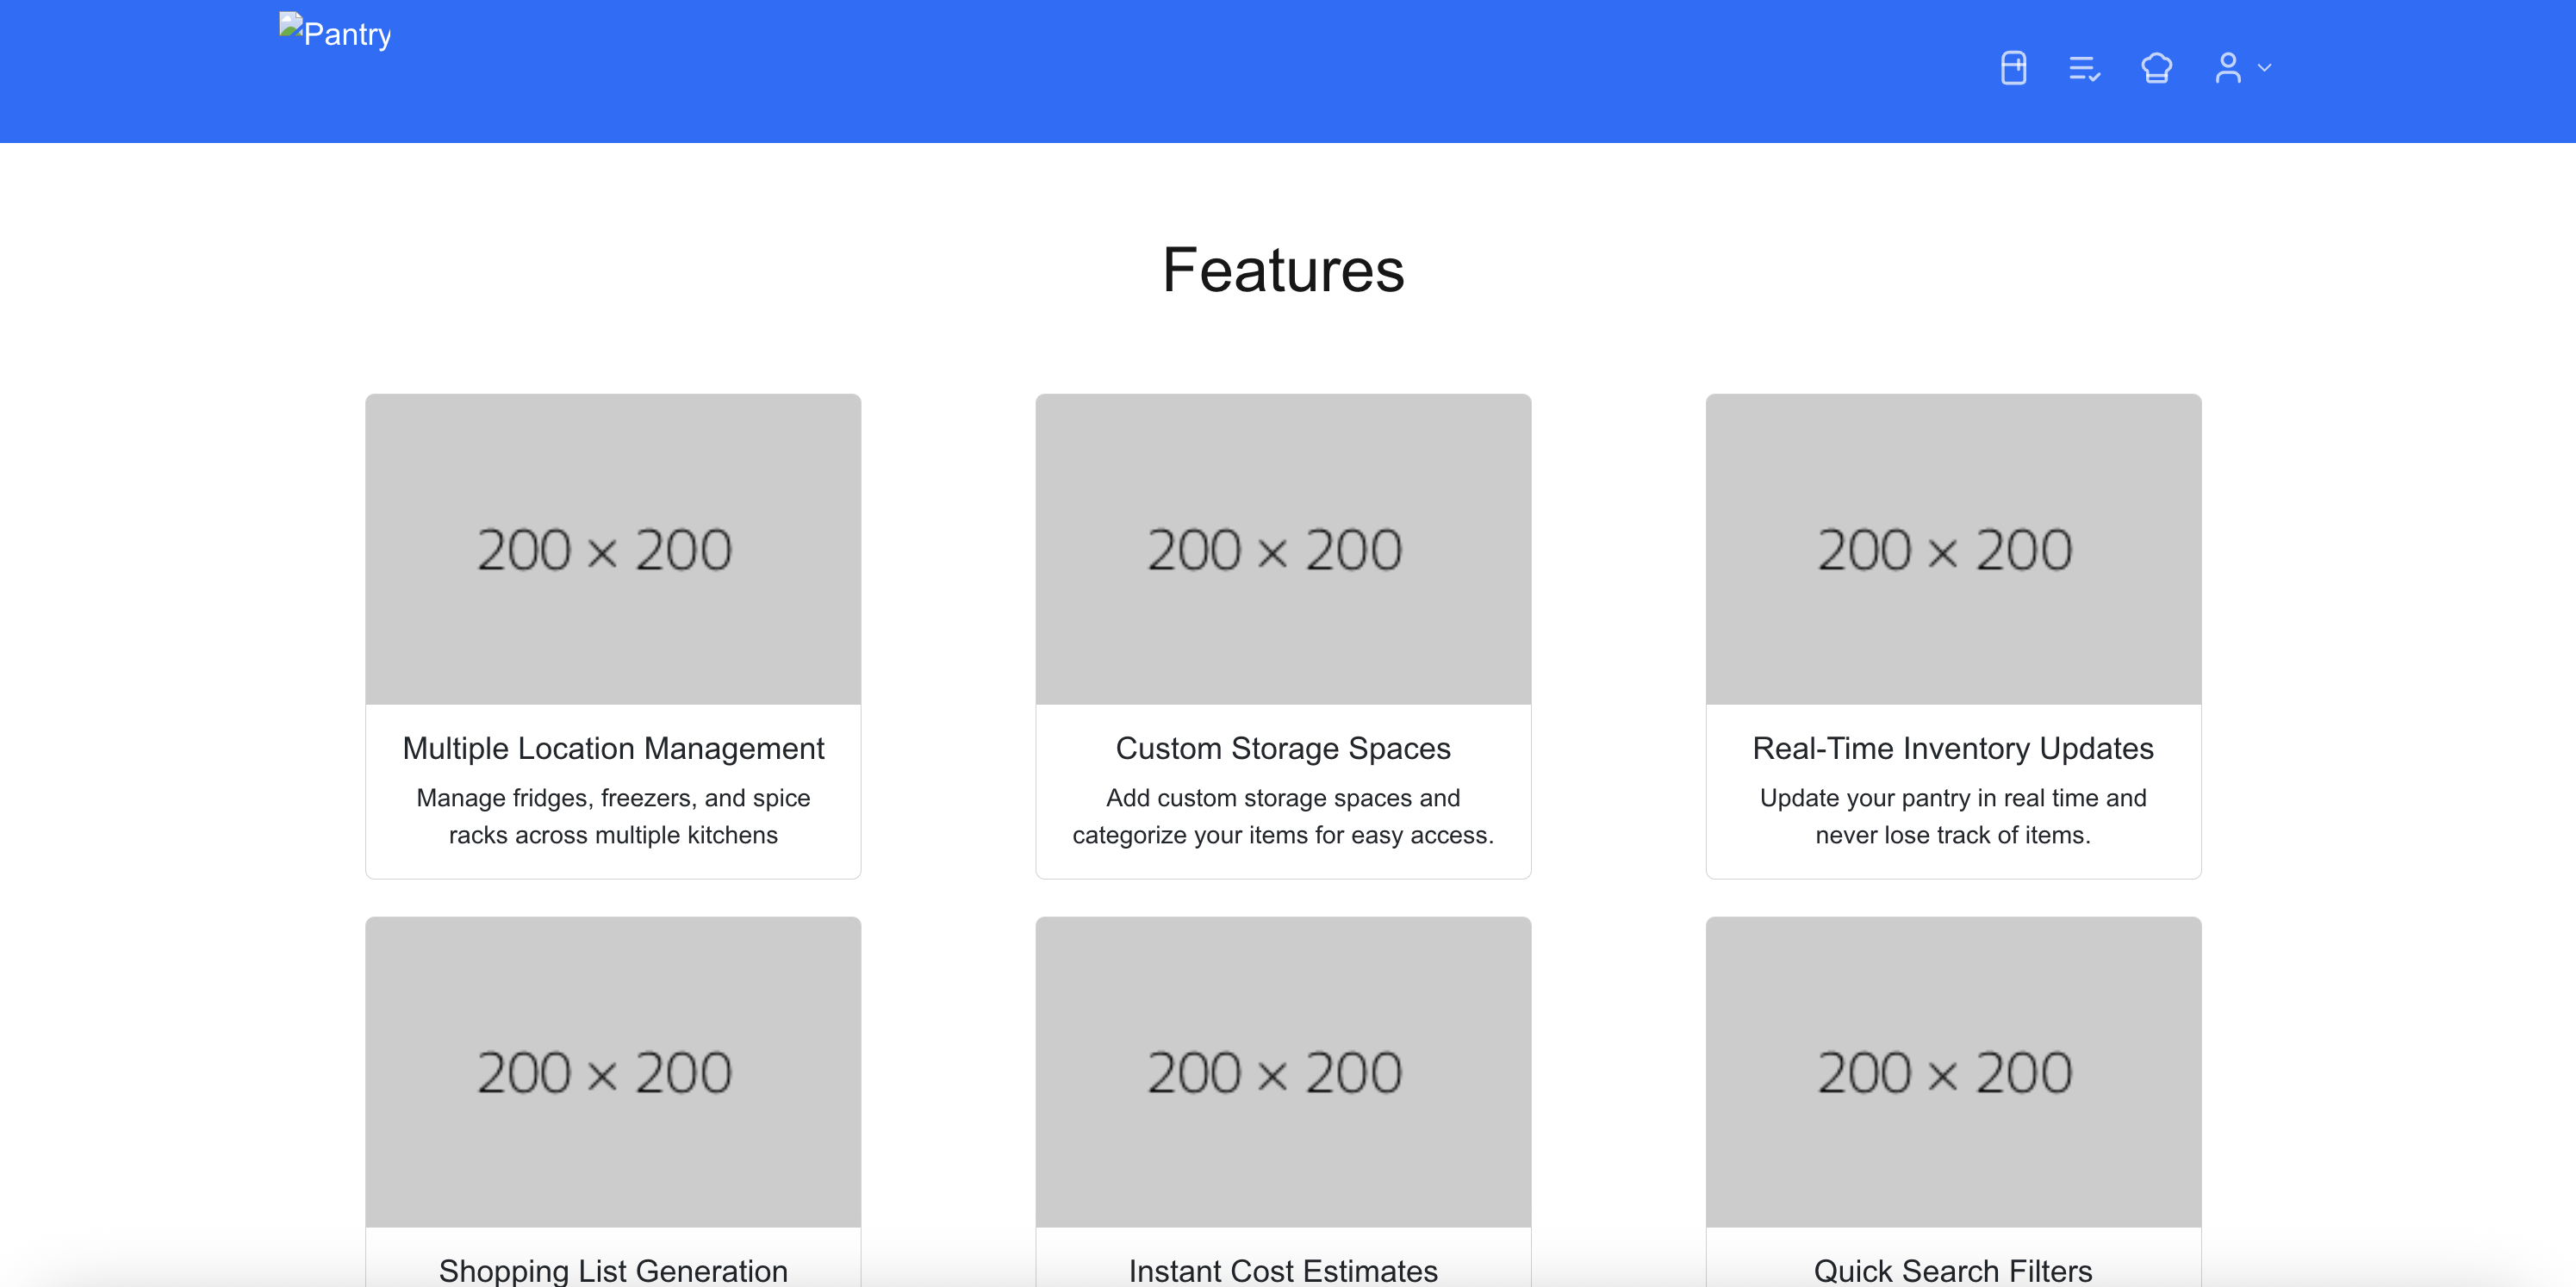 Pantry
Features
200 × 200
200 × 200
200 × 200
Multiple Location Management
Manage fridges, freezers, and spice
racks across multiple kitchens
Custom Storage Spaces
Add custom storage spaces and
categorize your items for easy access.
Real-Time Inventory Updates
Update your pantry in real time and
never lose track of items.
200 × 200
200 × 200
200 × 200
Shopping List Generation
Instant Cost Estimates
Quick Search Filters